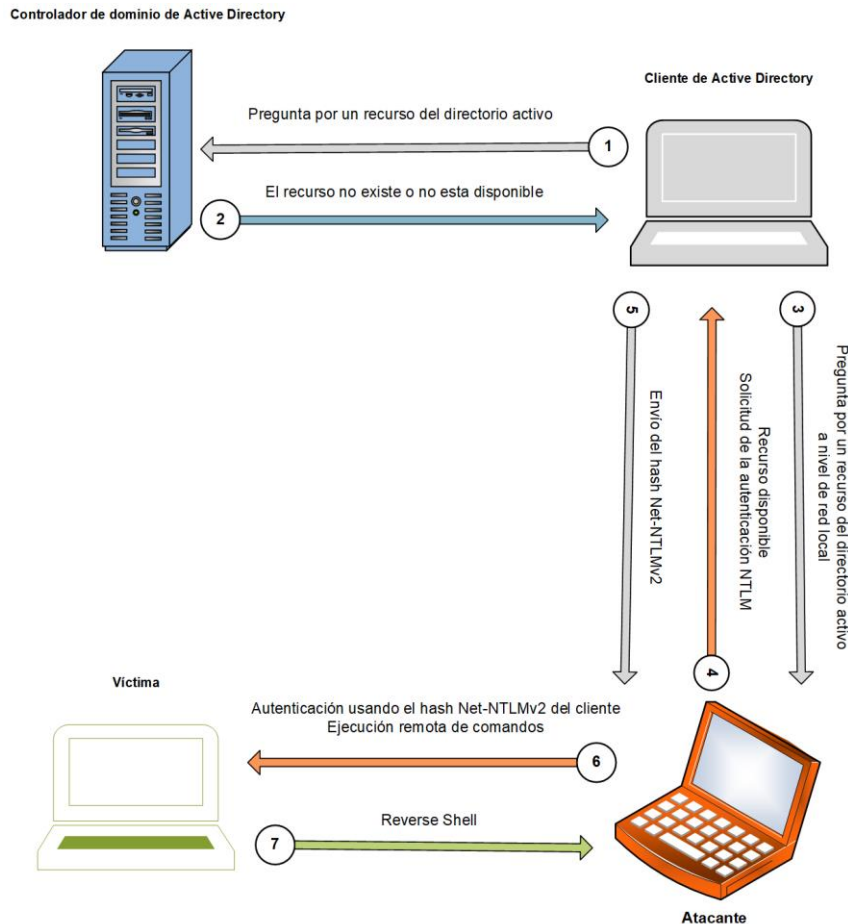 Controlador de dominio de Active Directory
Cliente de Active Directory
Pregunta por un recurso del directorio activo
1
El recurso no existe o no esta disponible
2
5
3
Envío del hash Net-NTLMv2
Recurso disponible
Solicitud de la autenticación NTLM
Pregunta por un recurso del directorio activo
a nivel de red local
4
Víctima
Autenticación usando el hash Net-NTLMv2 del cliente
Ejecución remota de comandos
6
Reverse Shell
7
Atacante